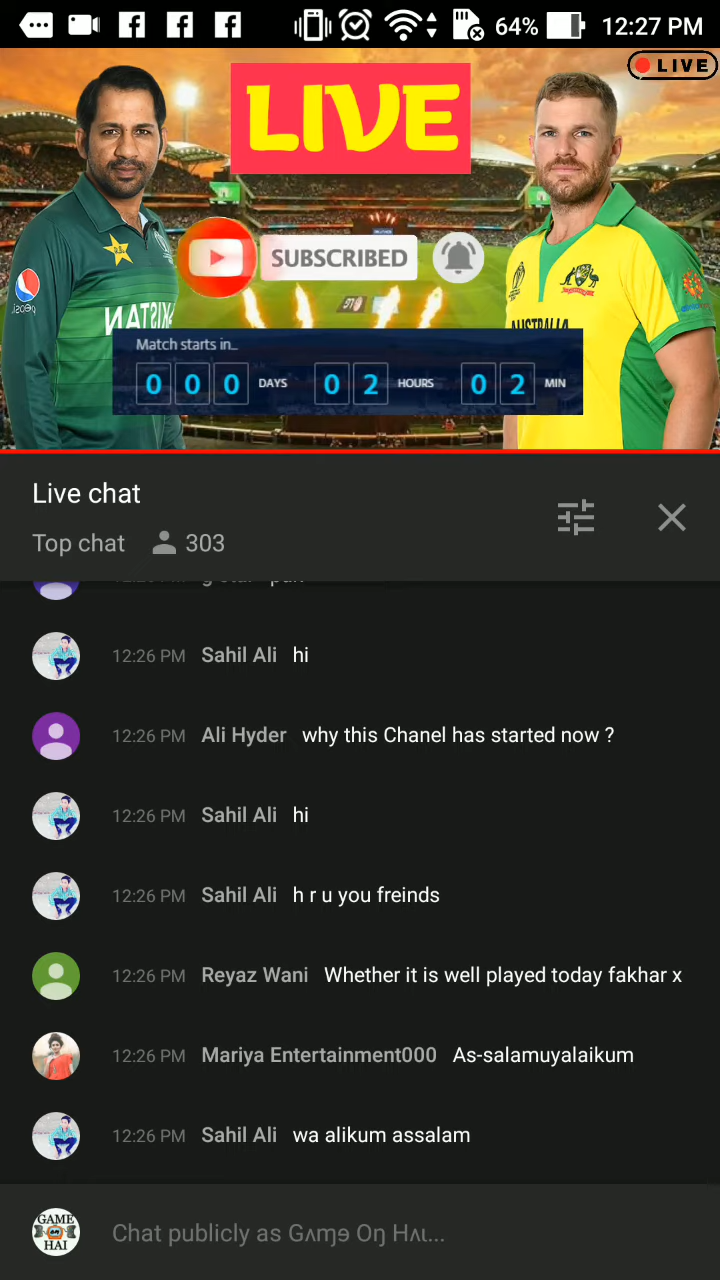 64% 12:27 PM
LIVE
LIVE
SUBSCRIBED
pepsi
PAKISTAN
AUSTRALIA
Match starts in...
0 0 0 DAYS 0 2 HOURS 0 2 MIN
Live chat
Top chat 303
12:26 PM Sahil Ali hi
12:26 PM Ali Hyder why this Chanel has started now ?
12:26 PM Sahil Ali hi
12:26 PM Sahil Ali h r u you freinds
12:26 PM Reyaz Wani Whether it is well played today fakhar x
12:26 PM Mariya Entertainment000 As-salamuyalaikum
12:26 PM Sahil Ali wa alikum assalam
GAME
ON
HAI
Chat publicly as Gʌɱɘ Oŋ Hʌɩ...